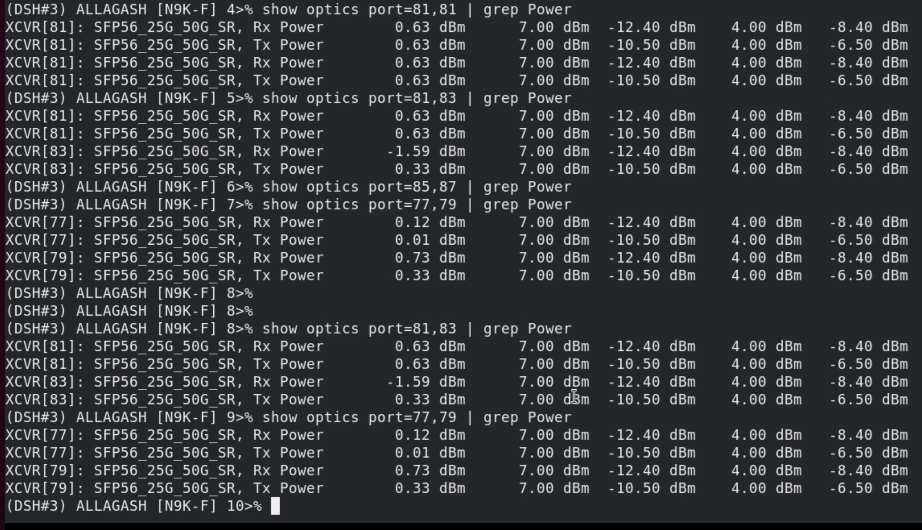 (DSH#3) ALLAGASH [N9K-F] 4>% show optics port=81,81 | grep Power
XCVR[81]: SFP56_25G_50G_SR, Rx Power 0.63 dBm 7.00 dBm -12.40 dBm 4.00 dBm -8.40 dBm
XCVR[81]: SFP56_25G_50G_SR, Tx Power 0.63 dBm 7.00 dBm -10.50 dBm 4.00 dBm -6.50 dBm
XCVR[81]: SFP56_25G_50G_SR, Rx Power 0.63 dBm 7.00 dBm -12.40 dBm 4.00 dBm -8.40 dBm
XCVR[81]: SFP56_25G_50G_SR, Tx Power 0.63 dBm 7.00 dBm -10.50 dBm 4.00 dBm -6.50 dBm
(DSH#3) ALLAGASH [N9K-F] 5>% show optics port=81,83 | grep Power
XCVR[81]: SFP56_25G_50G_SR, Rx Power 0.63 dBm 7.00 dBm -12.40 dBm 4.00 dBm -8.40 dBm
XCVR[81]: SFP56_25G_50G_SR, Tx Power 0.63 dBm 7.00 dBm -10.50 dBm 4.00 dBm -6.50 dBm
XCVR[83]: SFP56_25G_50G_SR, Rx Power -1.59 dBm 7.00 dBm -12.40 dBm 4.00 dBm -8.40 dBm
XCVR[83]: SFP56_25G_50G_SR, Tx Power 0.33 dBm 7.00 dBm -10.50 dBm 4.00 dBm -6.50 dBm
(DSH#3) ALLAGASH [N9K-F] 6>% show optics port=85,87 | grep Power
(DSH#3) ALLAGASH [N9K-F] 7>% show optics port=77,79 | grep Power
XCVR[77]: SFP56_25G_50G_SR, Rx Power 0.12 dBm 7.00 dBm -12.40 dBm 4.00 dBm -8.40 dBm
XCVR[77]: SFP56_25G_50G_SR, Tx Power 0.01 dBm 7.00 dBm -10.50 dBm 4.00 dBm -6.50 dBm
XCVR[79]: SFP56_25G_50G_SR, Rx Power 0.73 dBm 7.00 dBm -12.40 dBm 4.00 dBm -8.40 dBm
XCVR[79]: SFP56_25G_50G_SR, Tx Power 0.33 dBm 7.00 dBm -10.50 dBm 4.00 dBm -6.50 dBm
(DSH#3) ALLAGASH [N9K-F] 8>%
(DSH#3) ALLAGASH [N9K-F] 8>%
(DSH#3) ALLAGASH [N9K-F] 8>% show optics port=81,83 | grep Power
XCVR[81]: SFP56_25G_50G_SR, Rx Power 0.63 dBm 7.00 dBm -12.40 dBm 4.00 dBm -8.40 dBm
XCVR[81]: SFP56_25G_50G_SR, Tx Power 0.63 dBm 7.00 dBm -10.50 dBm 4.00 dBm -6.50 dBm
XCVR[83]: SFP56_25G_50G_SR, Rx Power -1.59 dBm 7.00 dBm -12.40 dBm 4.00 dBm -8.40 dBm
XCVR[83]: SFP56_25G_50G_SR, Tx Power 0.33 dBm 7.00 dBm -10.50 dBm 4.00 dBm -6.50 dBm
(DSH#3) ALLAGASH [N9K-F] 9>% show optics port=77,79 | grep Power
XCVR[77]: SFP56_25G_50G_SR, Rx Power 0.12 dBm 7.00 dBm -12.40 dBm 4.00 dBm -8.40 dBm
XCVR[77]: SFP56_25G_50G_SR, Tx Power 0.01 dBm 7.00 dBm -10.50 dBm 4.00 dBm -6.50 dBm
XCVR[79]: SFP56_25G_50G_SR, Rx Power 0.73 dBm 7.00 dBm -12.40 dBm 4.00 dBm -8.40 dBm
XCVR[79]: SFP56_25G_50G_SR, Tx Power 0.33 dBm 7.00 dBm -10.50 dBm 4.00 dBm -6.50 dBm
(DSH#3) ALLAGASH [N9K-F] 10>%